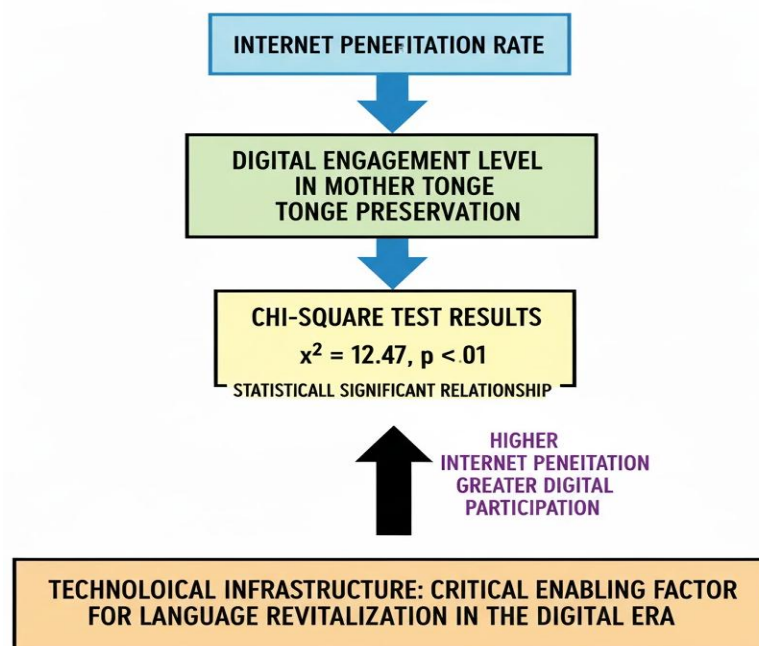 INTERNET PENEFITATION RATE
DIGITAL ENGAGEMENT LEVEL
IN MOTHER TONGE
TONGE PRESERVATION
CHI-SQUARE TEST RESULTS
x² = 12.47, p < .01
STATISTICALL SIGNIFICANT RELATIONSHIP
HIGHER
INTERNET PENEITATION
GREATER DIGITAL
PARTICIPATION
TECHNOLOICAL INFRASTRUCTURE: CRITICAL ENABLING FACTOR
FOR LANGUAGE REVITALIZATION IN THE DIGITAL ERA